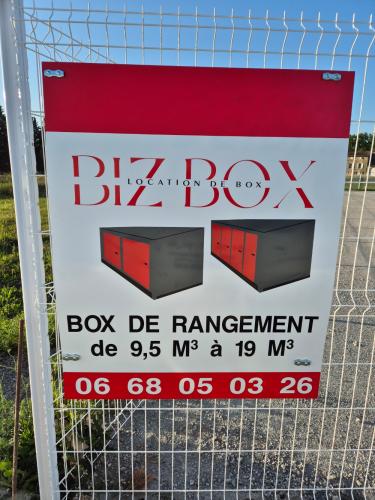 BIZ BOX
LOCATION DE BOX
BOX DE RANGEMENT
de 9,5 M³ à 19 M³
06 68 05 03 26